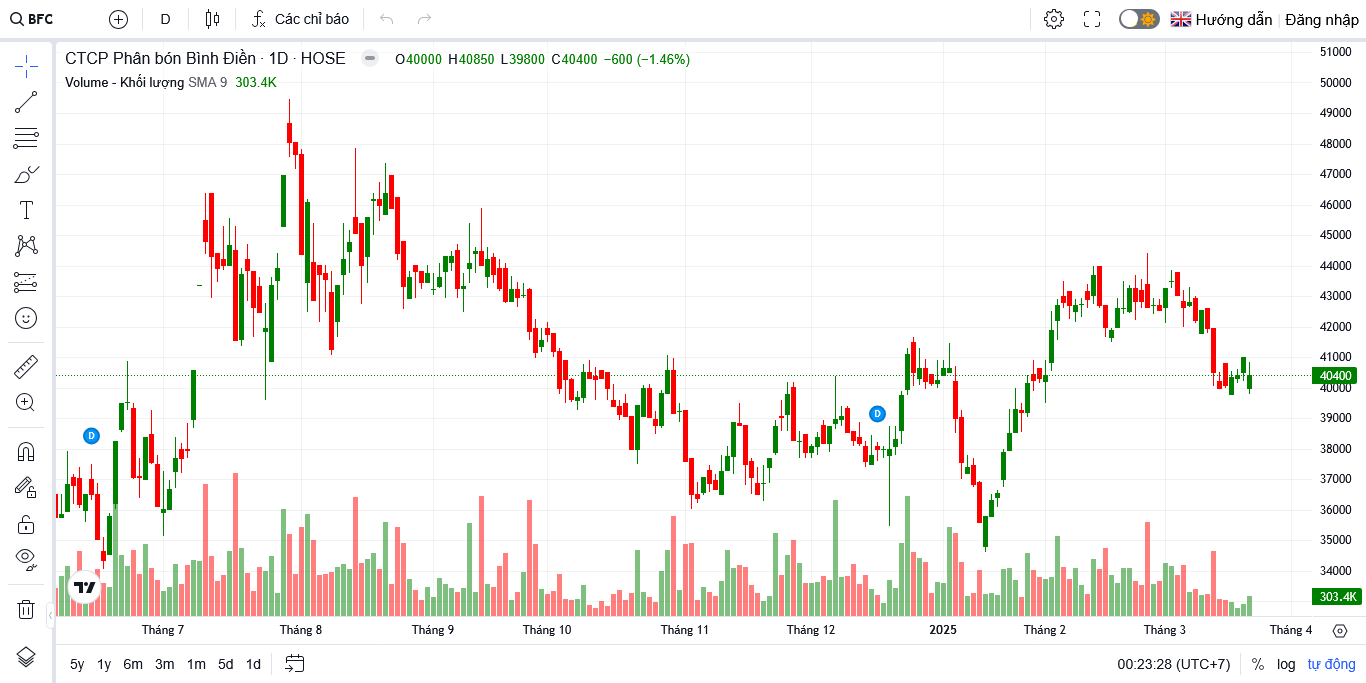 BFC D Các chỉ báo Hướng dẫn Đăng nhập
CTCP Phân bón Bình Điền · 1D · HOSE O40000 H40850 L39800 C40400 −600 (−1.46%)
Volume - Khối lượng SMA 9 303.4K
51000
50000
49000
48000
47000
46000
45000
44000
43000
42000
41000
40400
40000
39000
38000
37000
36000
35000
34000
303.4K
D
D
Tháng 7 Tháng 8 Tháng 9 Tháng 10 Tháng 11 Tháng 12 2025 Tháng 2 Tháng 3 Tháng 4
5y 1y 6m 3m 1m 5d 1d 00:23:28 (UTC+7) % log tự động